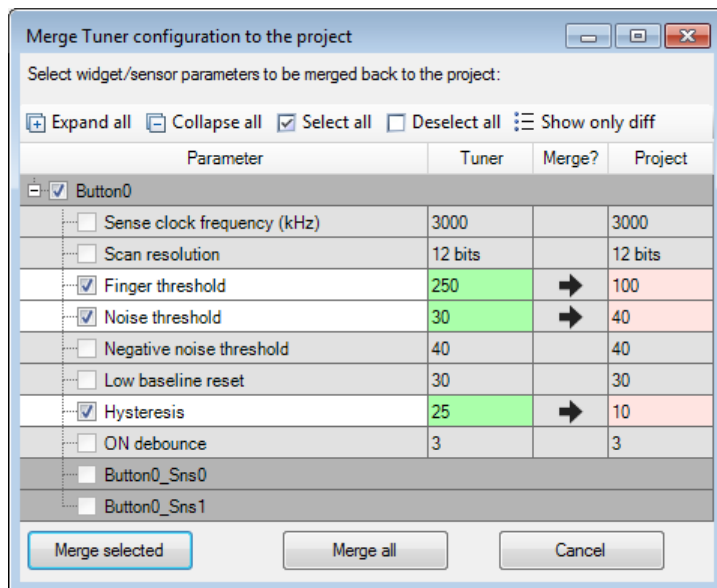 Merge Tuner configuration to the project
Select widget/sensor parameters to be merged back to the project:
Expand all Collapse all Select all Deselect all Show only diff
Parameter Tuner Merge? Project
Button0
Sense clock frequency (kHz) 3000 3000
Scan resolution 12 bits 12 bits
Finger threshold 250 100
Noise threshold 30 40
Negative noise threshold 40 40
Low baseline reset 30 30
Hysteresis 25 10
ON debounce 3 3
Button0_Sns0
Button0_Sns1
Merge selected Merge all Cancel